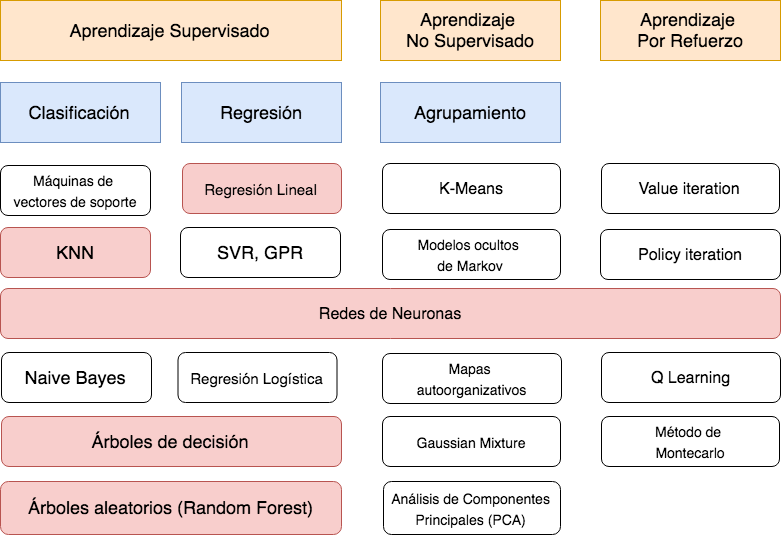 Aprendizaje Supervisado
Aprendizaje
No Supervisado
Aprendizaje
Por Refuerzo
Clasificación
Regresión
Agrupamiento
Máquinas de
vectores de soporte
Regresión Lineal
K-Means
Value iteration
KNN
SVR, GPR
Modelos ocultos
de Markov
Policy iteration
Redes de Neuronas
Naive Bayes
Regresión Logística
Mapas
autoorganizativos
Q Learning
Árboles de decisión
Gaussian Mixture
Método de
Montecarlo
Árboles aleatorios (Random Forest)
Análisis de Componentes
Principales (PCA)